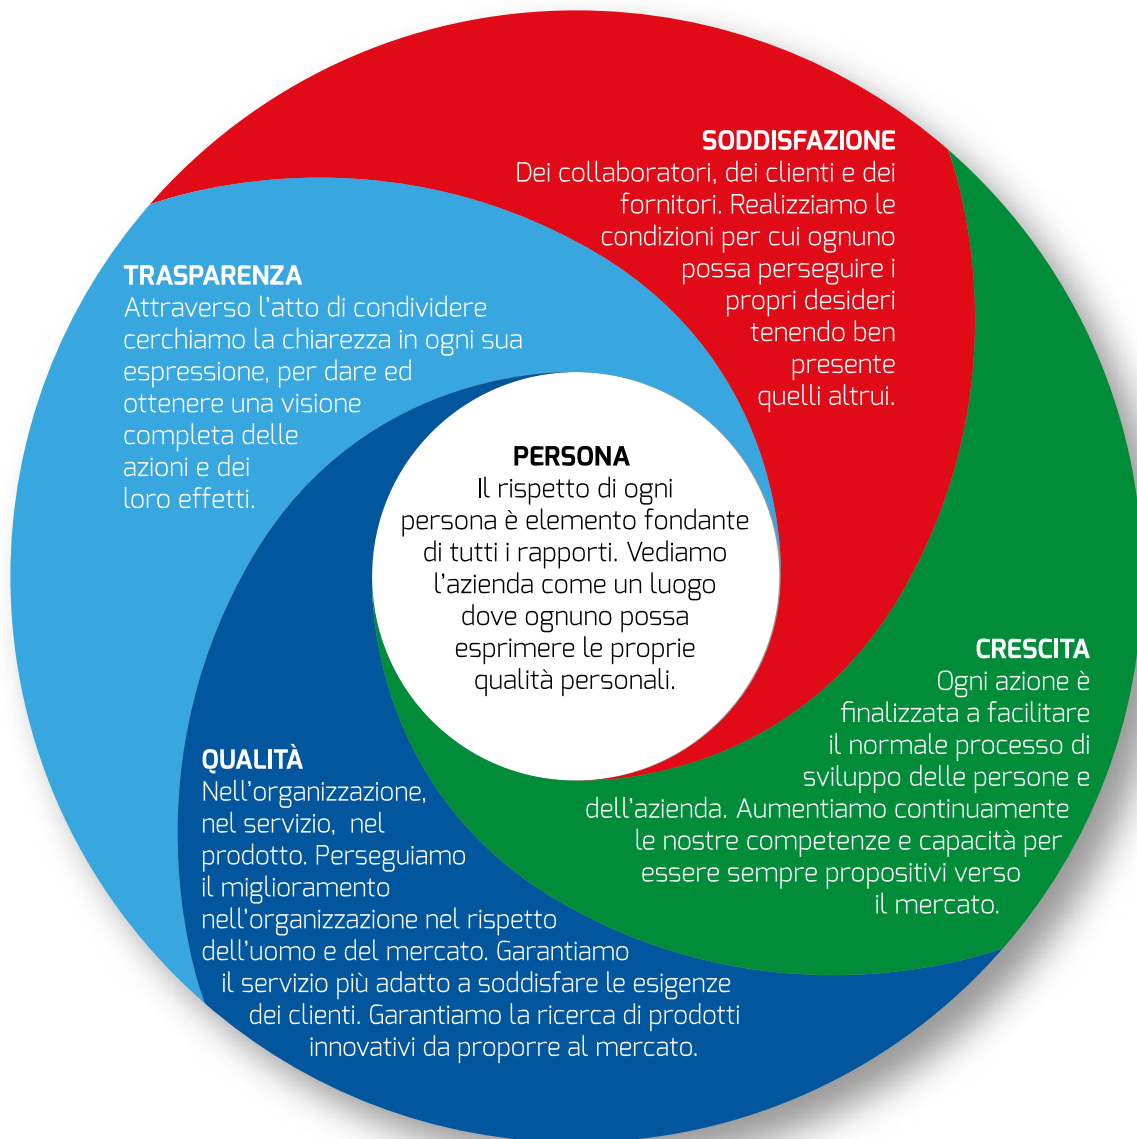 SODDISFAZIONE
Dei collaboratori, dei clienti e dei
fornitori. Realizziamo le
condizioni per cui ognuno
possa perseguire i
propri desideri
tenendo ben
presente
quelli altrui.
TRASPARENZA
Attraverso l'atto di condividere
cerchiamo la chiarezza in ogni sua
espressione, per dare ed
ottenere una visione
completa delle
azioni e dei
loro effetti.
PERSONA
Il rispetto di ogni
persona è elemento fondante
di tutti i rapporti. Vediamo
l'azienda come un luogo
dove ognuno possa
esprimere le proprie
qualità personali.
CRESCITA
Ogni azione è
finalizzata a facilitare
il normale processo di
sviluppo delle persone e
dell'azienda. Aumentiamo continuamente
le nostre competenze e capacità per
essere sempre propositivi verso
il mercato.
QUALITÀ
Nell'organizzazione,
nel servizio, nel
prodotto. Perseguiamo
il miglioramento
nell'organizzazione nel rispetto
dell'uomo e del mercato. Garantiamo
il servizio più adatto a soddisfare le esigenze
dei clienti. Garantiamo la ricerca di prodotti
innovativi da proporre al mercato.